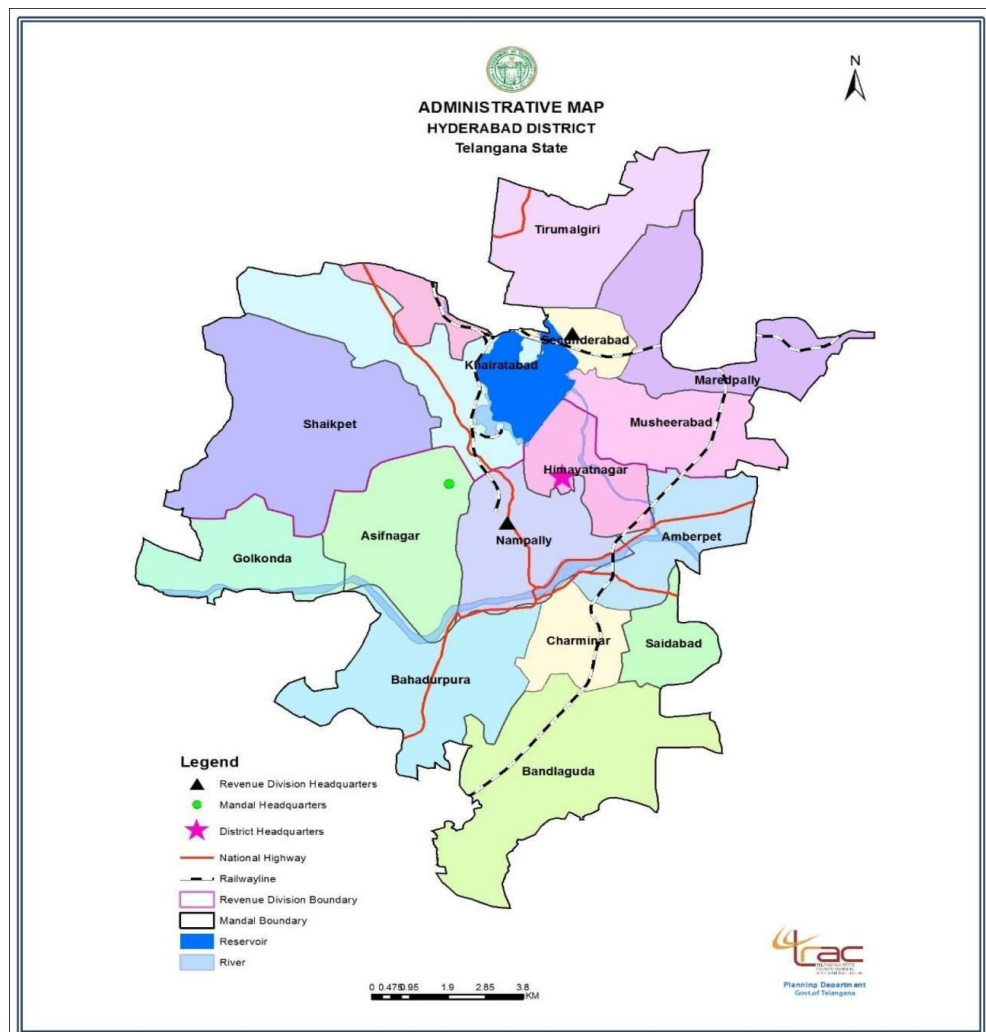 N
ADMINISTRATIVE MAP
HYDERABAD DISTRICT
Telangana State
Tirumalgiri
Secunderabad
Khairatabad
Maredpally
Shaikpet
Musheerabad
Himayatnagar
Asifnagar
Nampally
Amberpet
Golkonda
Charminar
Saidabad
Bahadurpura
Bandlaguda
Legend
Revenue Division Headquarters
Mandal Headquarters
District Headquarters
National Highway
Railwayline
Revenue Division Boundary
Mandal Boundary
Reservoir
River
0 0.475 0.95 1.9 2.85 3.8
KM
trac
Planning Department
Govt.of Telangana